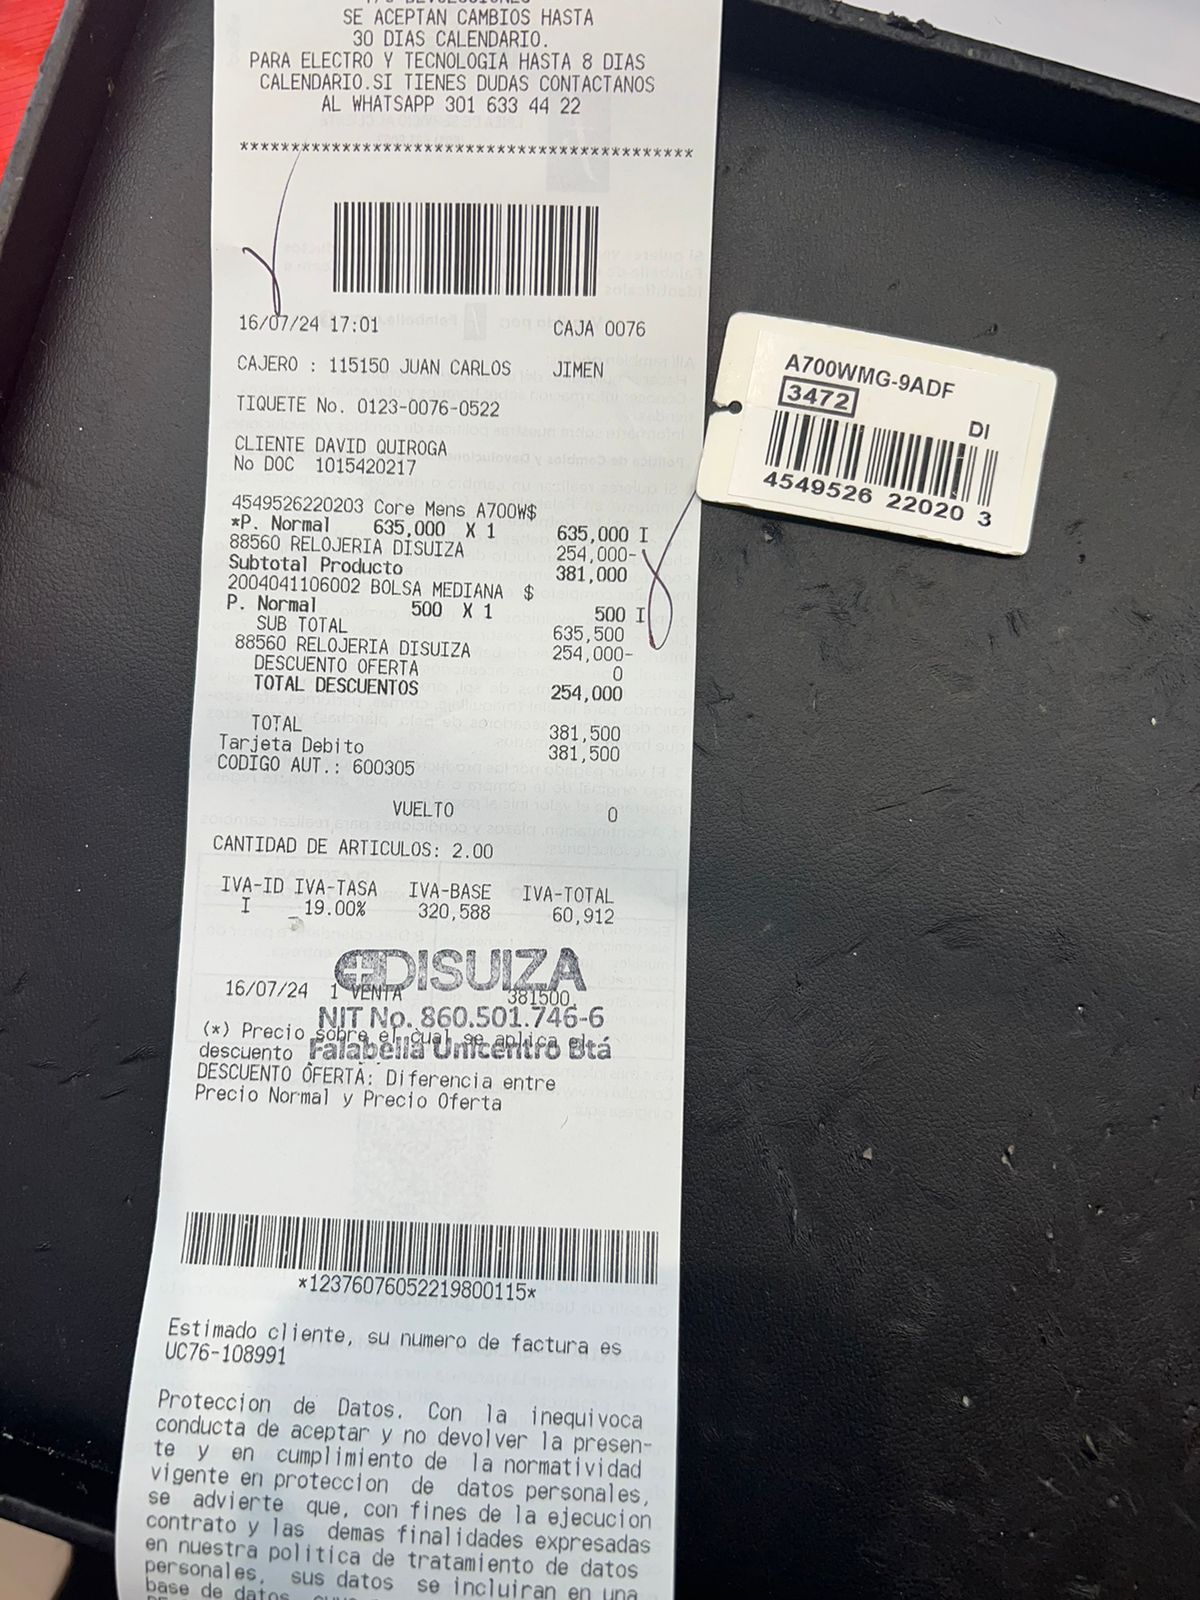 SE ACEPTAN CAMBIOS HASTA
30 DIAS CALENDARIO.
PARA ELECTRO Y TECNOLOGIA HASTA 8 DIAS
CALENDARIO.SI TIENES DUDAS CONTACTANOS
AL WHATSAPP 301 633 44 22
******************************************
16/07/24 17:01 CAJA 0076
CAJERO : 115150 JUAN CARLOS JIMEN
TIQUETE No. 0123-0076-0522
CLIENTE DAVID QUIROGA
No DOC 1015420217
4549526220203 Core Mens A700W$
*P. Normal 635,000 X 1 635,000 I
88560 RELOJERIA DISUIZA 254,000-
Subtotal Producto 381,000
2004041106002 BOLSA MEDIANA $
P. Normal 500 X 1 500 I
SUB TOTAL 635,500
88560 RELOJERIA DISUIZA 254,000-
DESCUENTO OFERTA 0
TOTAL DESCUENTOS 254,000
TOTAL 381,500
Tarjeta Debito 381,500
CODIGO AUT.: 600305
VUELTO 0
CANTIDAD DE ARTICULOS: 2.00
IVA-ID IVA-TASA IVA-BASE IVA-TOTAL
I 19.00% 320,588 60,912
DISUIZA
16/07/24 1 VENTA 381500
NIT No. 860.501.746-6
(*) Precio sobre el cual se aplica el
descuento
Falabella Unicentro Btá
DESCUENTO OFERTA: Diferencia entre
Precio Normal y Precio Oferta
*12376076052219800115*
Estimado cliente, su numero de factura es
UC76-108991
Proteccion de Datos. Con la inequivoca
conducta de aceptar y no devolver la presen-
te y en cumplimiento de la normatividad
vigente en proteccion de datos personales,
se advierte que, con fines de la ejecucion
contrato y las demas finalidades expresadas
en nuestra politica de tratamiento de datos
personales, sus datos se incluiran en una
base de datos
A700WMG-9ADF
3472
DI
4549526 22020 3